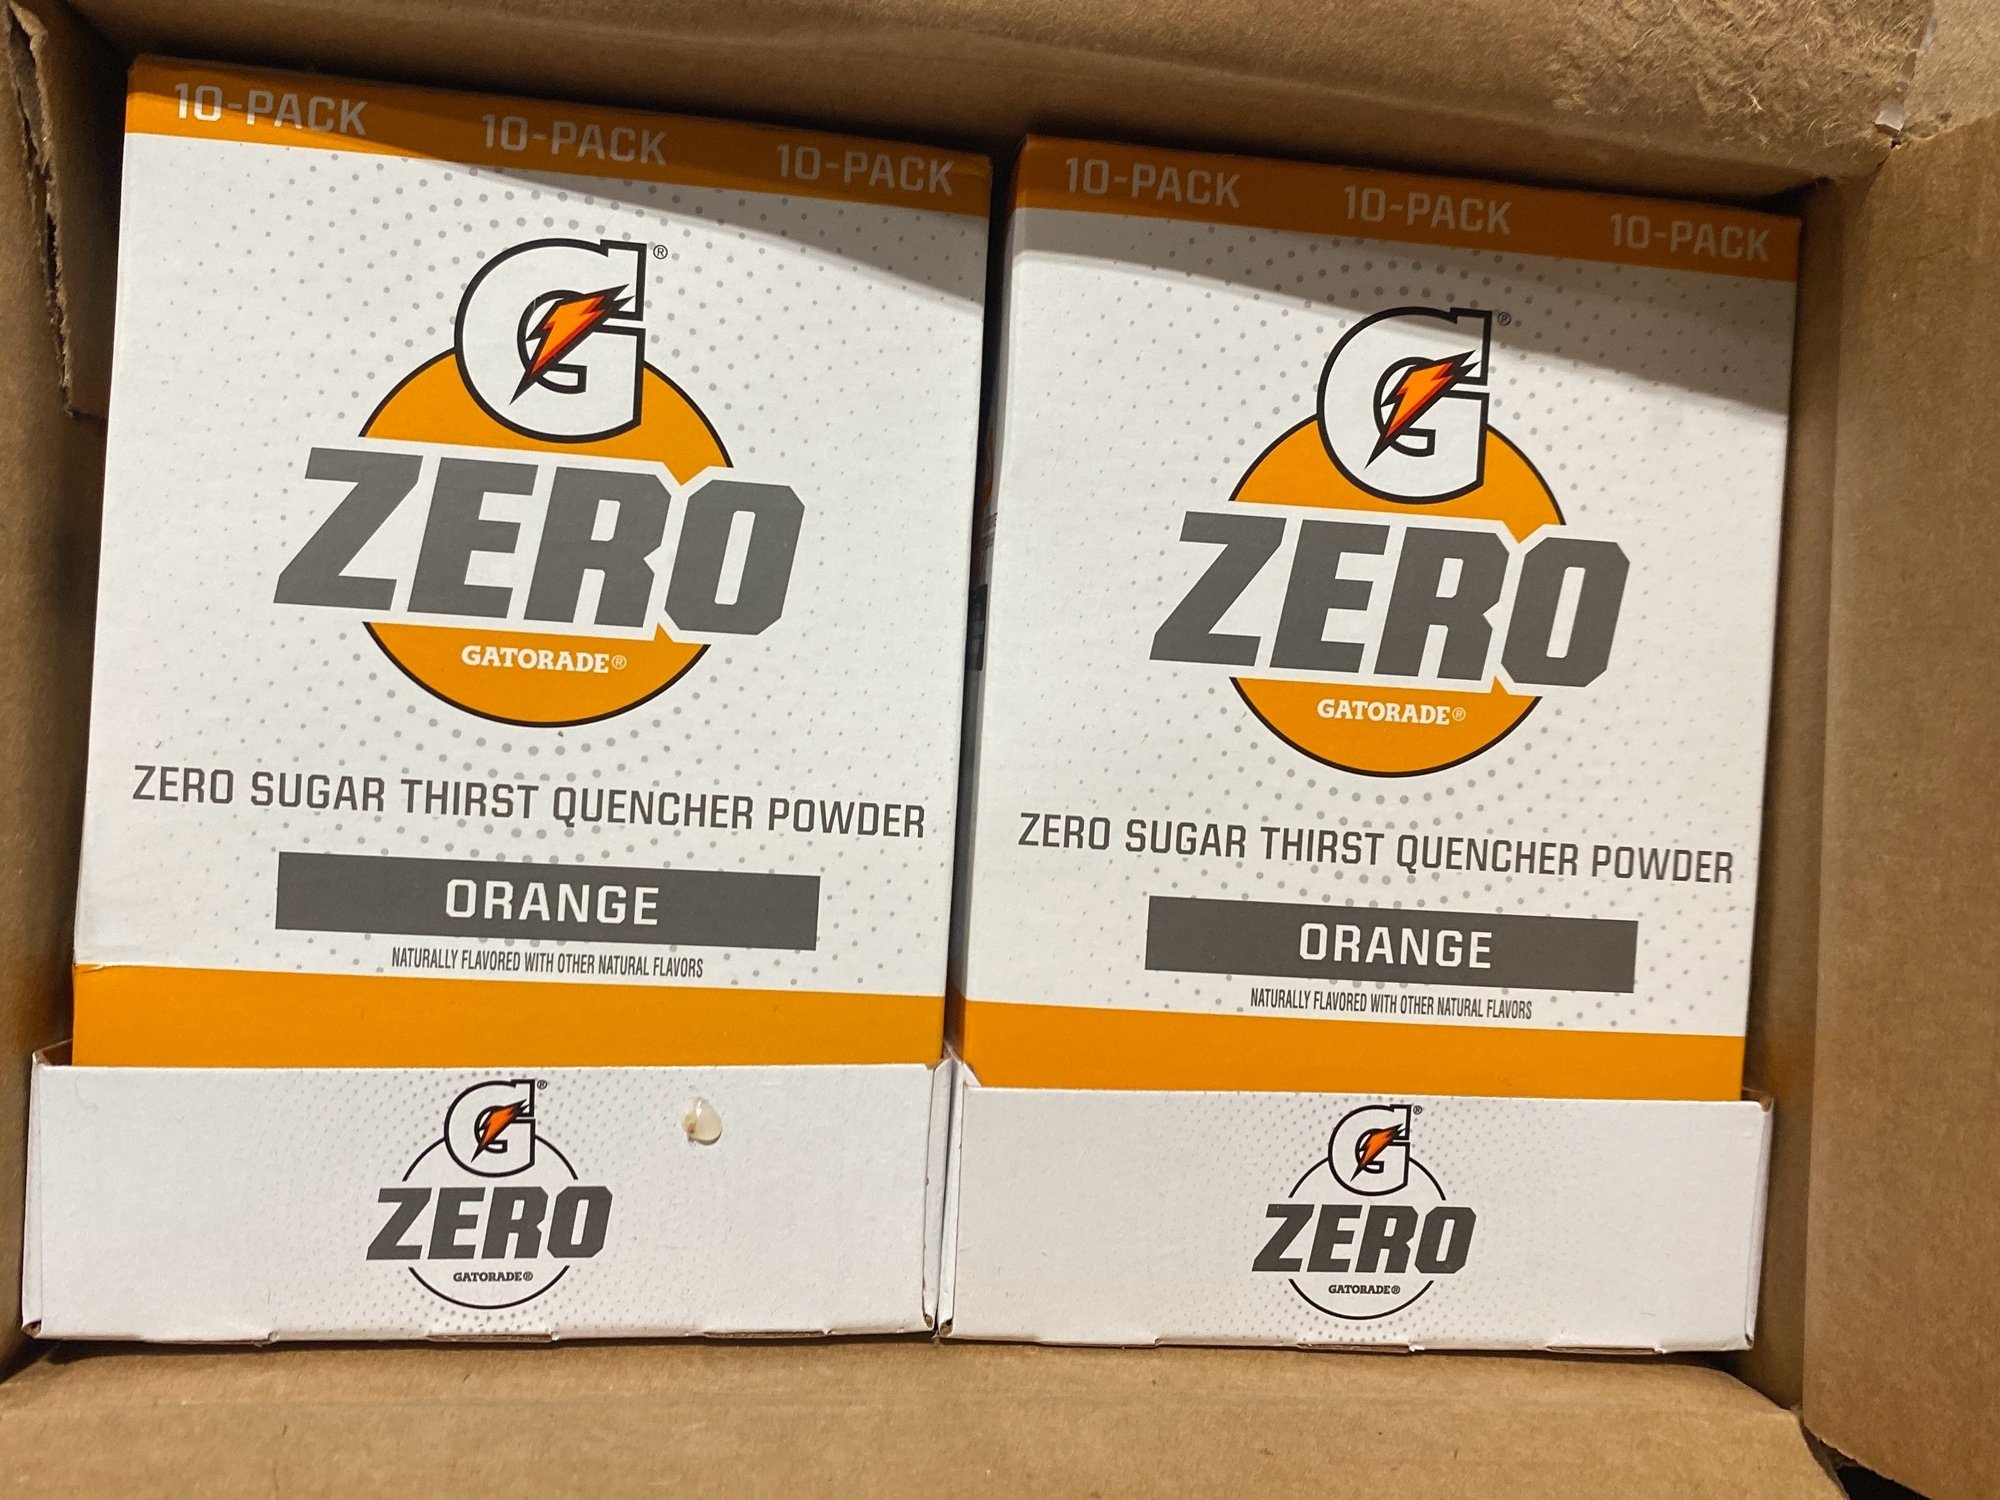 10-PACK 10-PACK 10-PACK
G®
ZERO
GATORADE®
ZERO SUGAR THIRST QUENCHER POWDER
ORANGE
NATURALLY FLAVORED WITH OTHER NATURAL FLAVORS
G®
ZERO
GATORADE®
10-PACK 10-PACK 10-PACK
G®
ZERO
GATORADE®
ZERO SUGAR THIRST QUENCHER POWDER
ORANGE
NATURALLY FLAVORED WITH OTHER NATURAL FLAVORS
G®
ZERO
GATORADE®